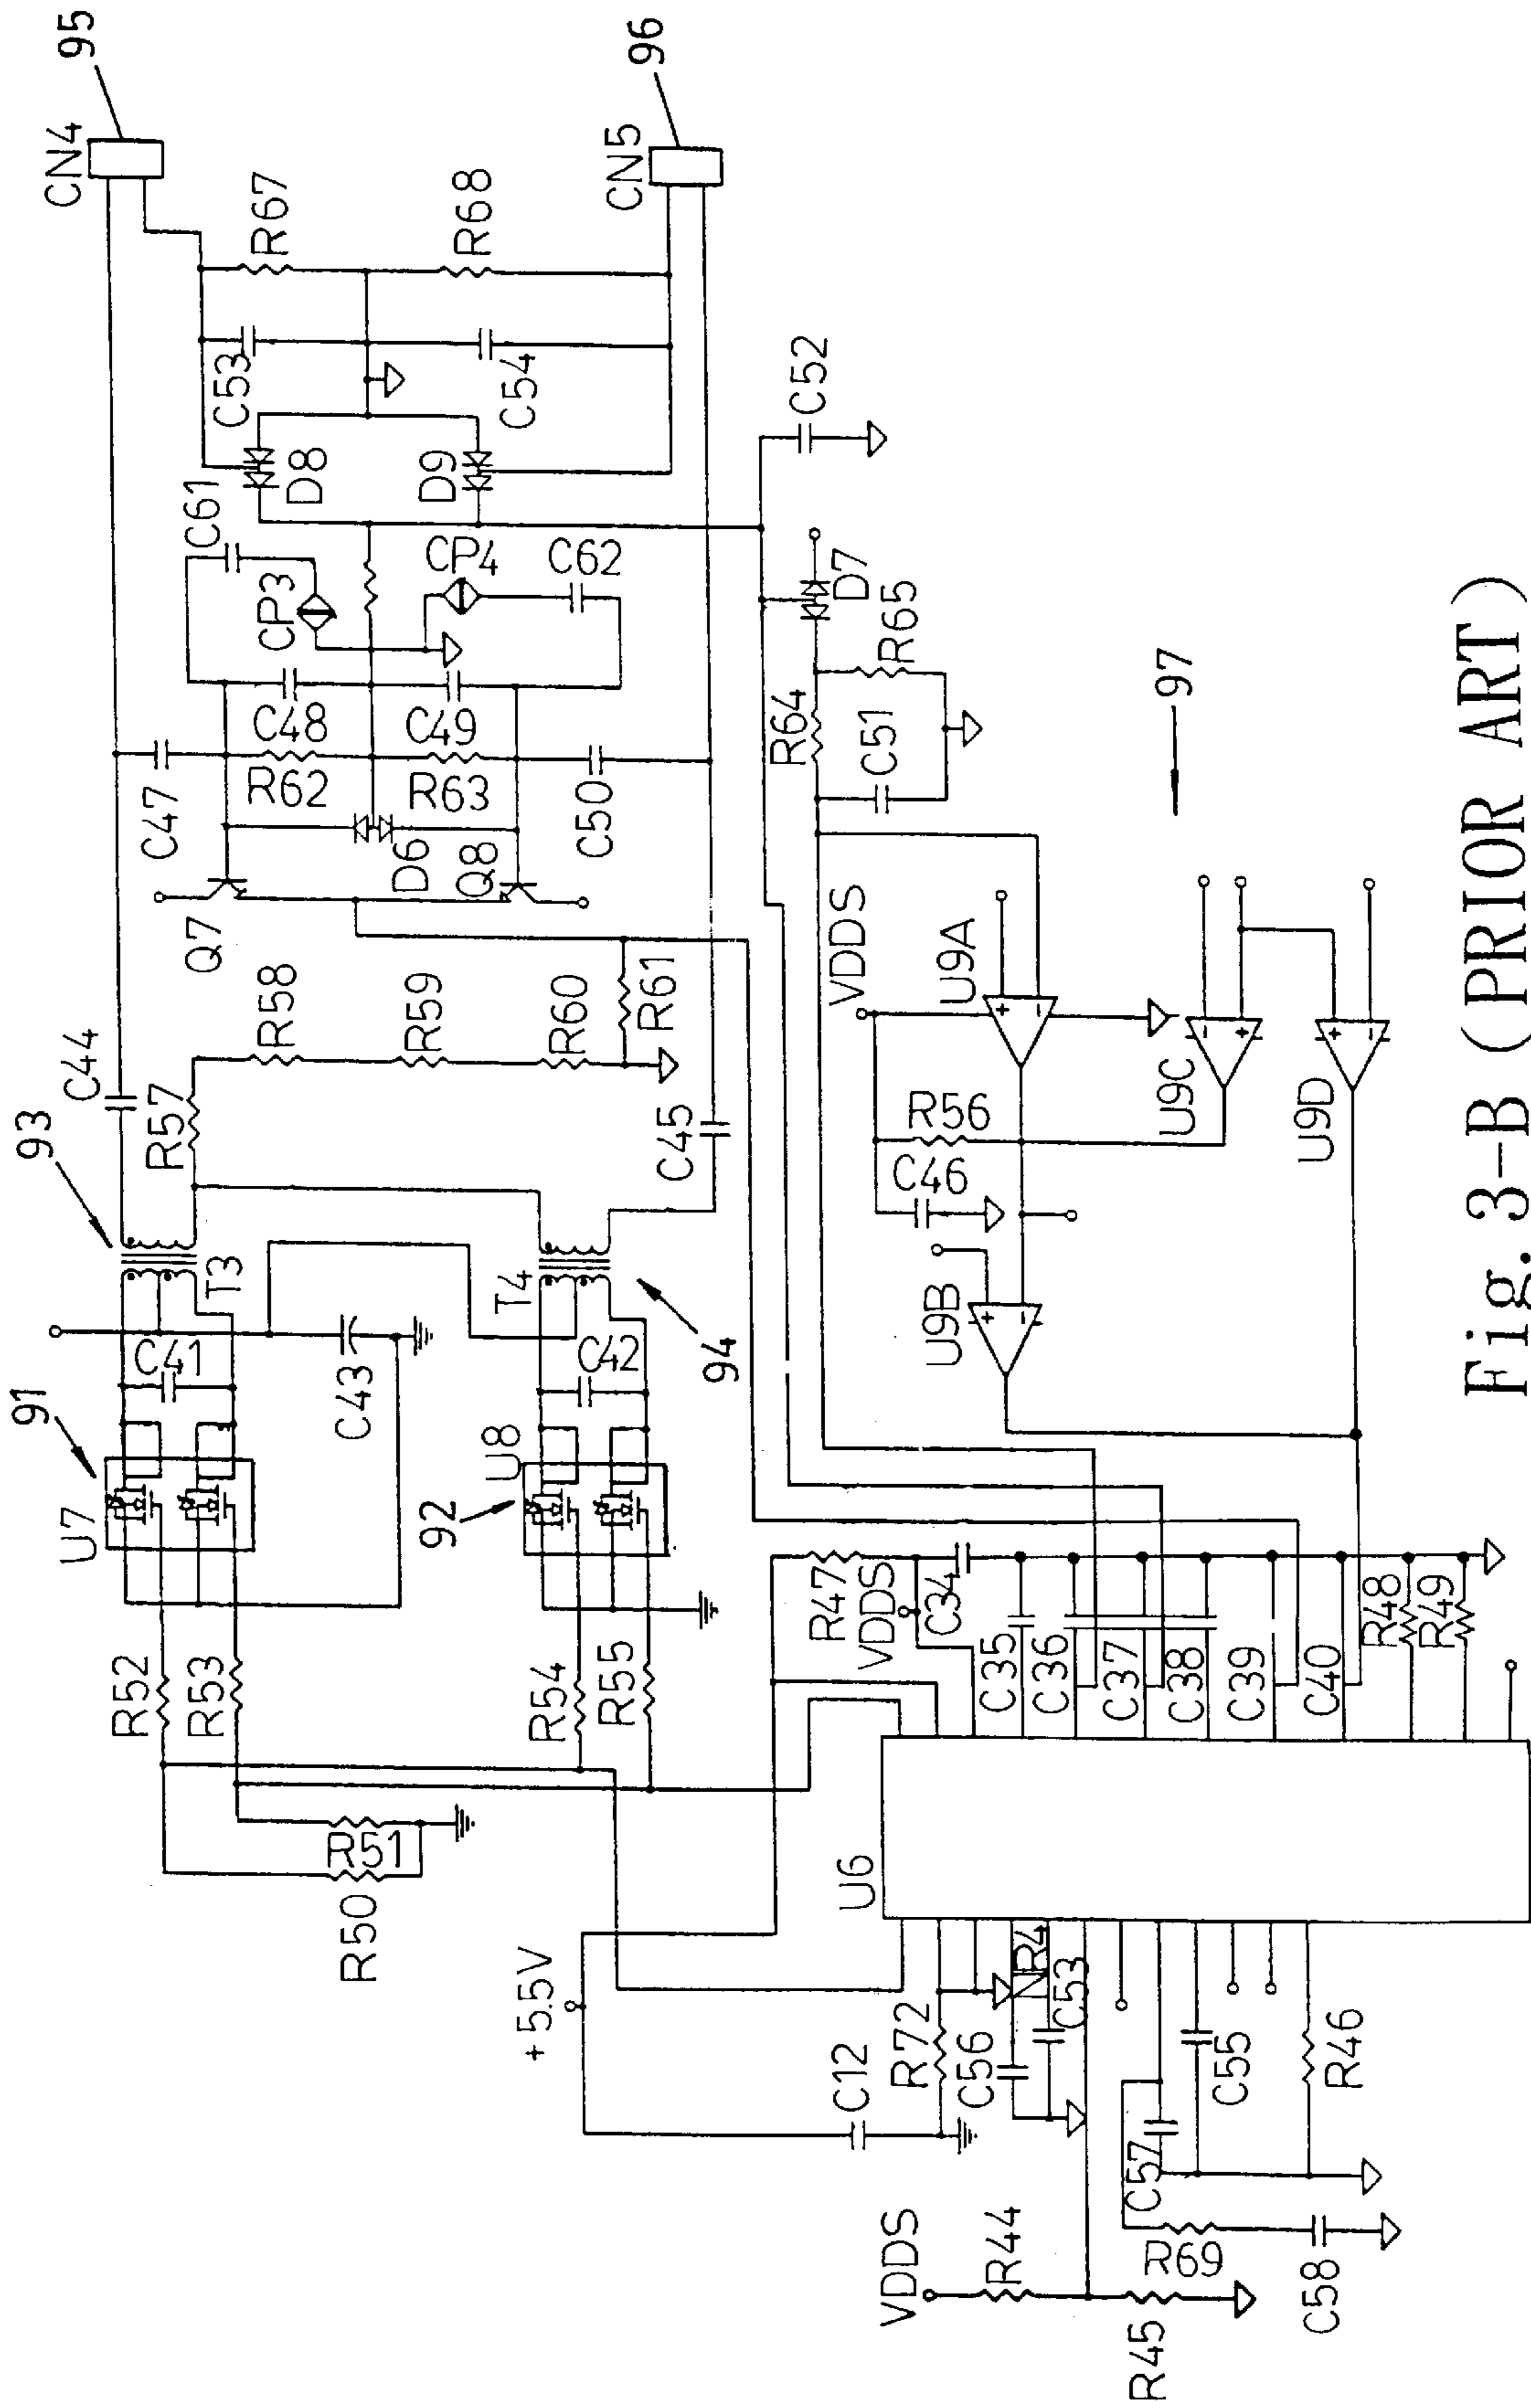 95
CN4
96
CN5
R67
R68
C53
C54
C52
D8
D9
C61
CP3
CP4
C62
D7
R65
R64
C51
97
C48
C49
R62
R63
C47
C50
D6
Q8
Q7
VDDS
U9A
+
-
R58
R59
R60
R61
C44
R57
93
C45
R56
C46
U9C
-
+
U9D
+
-
U9B
+
-
T3
T4
94
C41
C42
C43
91
U7
U8
92
R47
VDDS
C34
C35
C36
C37
C38
C39
C40
R48
R49
R52
R53
R54
R55
R51
R50
U6
+5.5V
R4
C53
R72
C56
C12
C55
R46
C57
VDDS
R44
R69
C58
R45
Fig. 3-B (PRIOR ART)